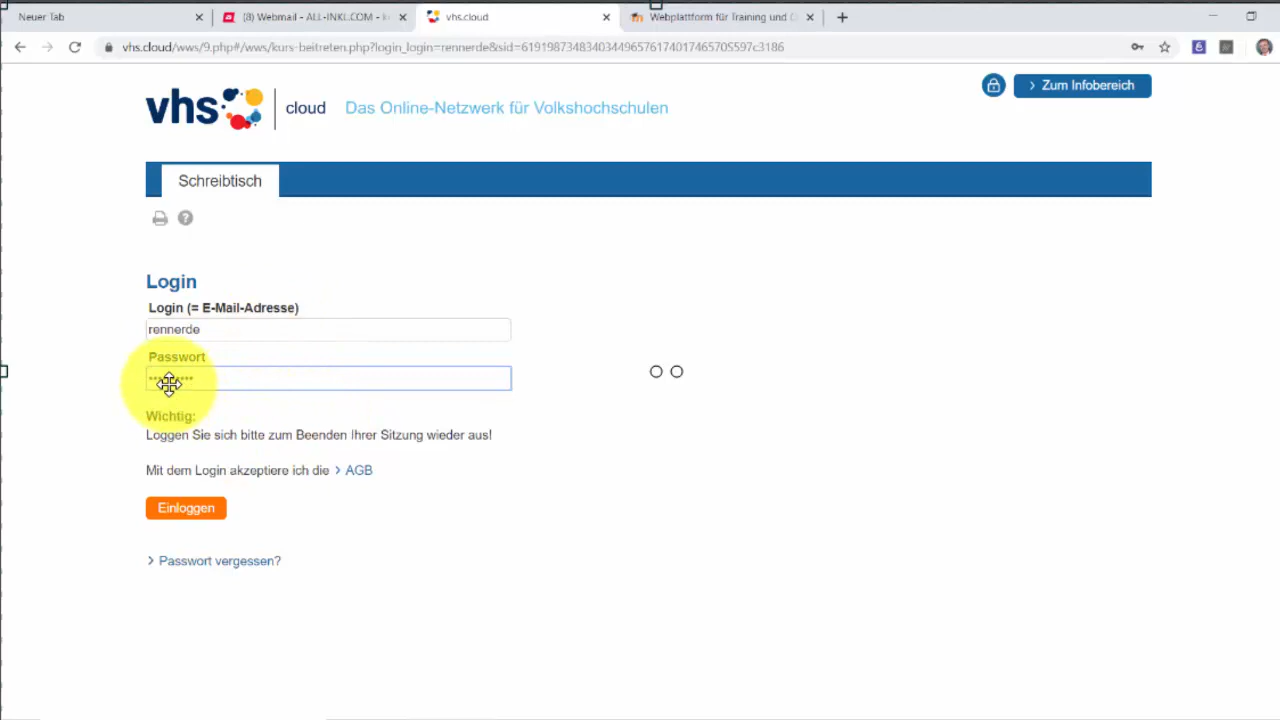 Neuer Tab
(8) Webmail - ALL-INKL.COM -
vhs.cloud
Webplattform für Training und
vhs.cloud/wws/9.php#/wws/kurs-beitreten.php?login_login=rennerde&sid=61919873483403449657617401746570S597c3186
vhs cloud Das Online-Netzwerk für Volkshochschulen
Zum Infobereich
Schreibtisch
Login
Login (= E-Mail-Adresse)
rennerde
Passwort
Wichtig:
Loggen Sie sich bitte zum Beenden Ihrer Sitzung wieder aus!
Mit dem Login akzeptiere ich die > AGB
Einloggen
> Passwort vergessen?